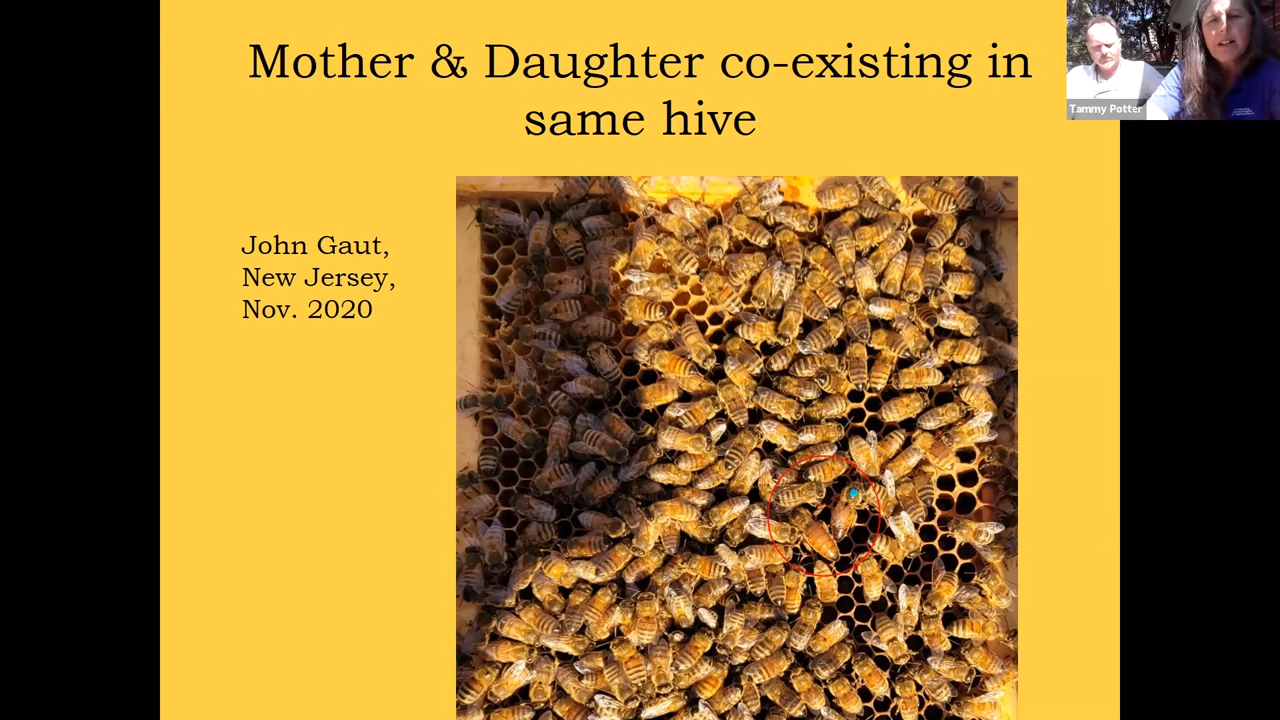 Mother & Daughter co-existing in
same hive
Tammy Potter
John Gaut,
New Jersey,
Nov. 2020